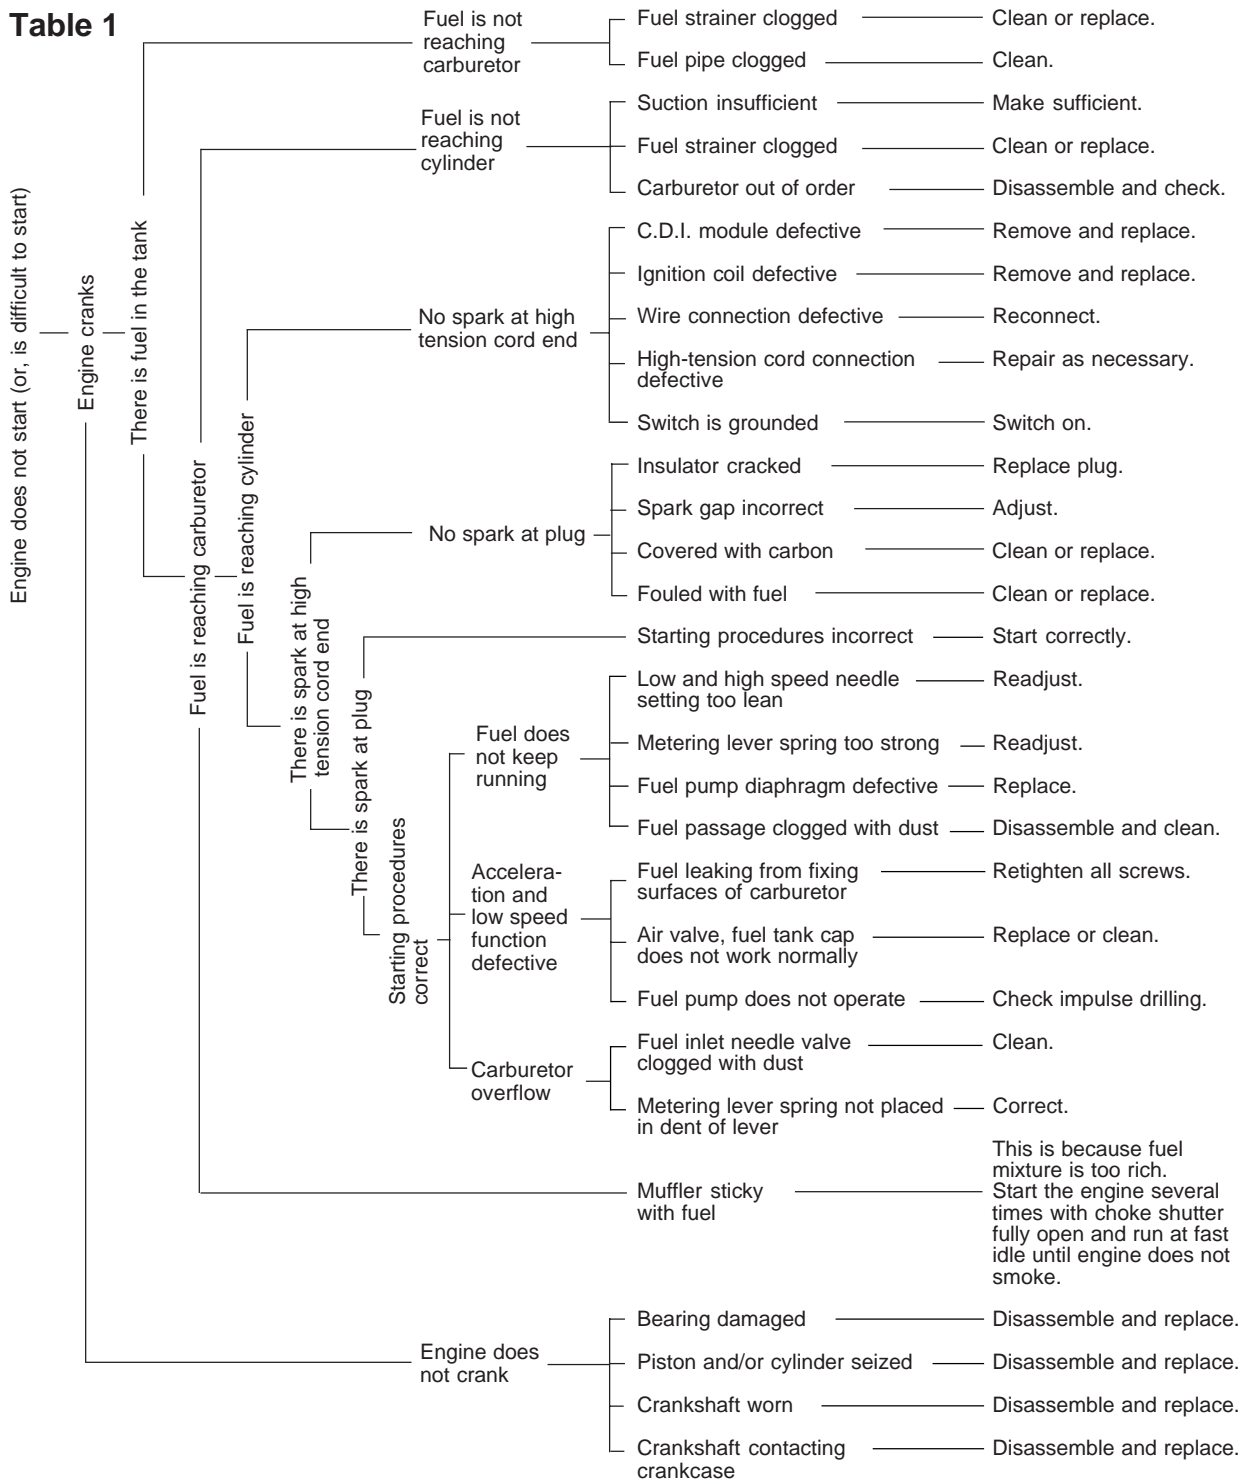 Table 1
Engine does not start (or, is difficult to start)
Engine cranks
There is fuel in the tank
Fuel is reaching carburetor
Fuel is reaching cylinder
There is spark at high
tension cord end
There is spark at plug
Starting procedures
correct
Fuel is not
reaching
carburetor
Fuel strainer clogged
Clean or replace.
Fuel pipe clogged
Clean.
Fuel is not
reaching
cylinder
Suction insufficient
Make sufficient.
Fuel strainer clogged
Clean or replace.
Carburetor out of order
Disassemble and check.
No spark at high
tension cord end
C.D.I. module defective
Remove and replace.
Ignition coil defective
Remove and replace.
Wire connection defective
Reconnect.
High-tension cord connection
defective
Repair as necessary.
Switch is grounded
Switch on.
No spark at plug
Insulator cracked
Replace plug.
Spark gap incorrect
Adjust.
Covered with carbon
Clean or replace.
Fouled with fuel
Clean or replace.
Starting procedures incorrect
Start correctly.
Fuel does
not keep
running
Low and high speed needle
setting too lean
Readjust.
Metering lever spring too strong
Readjust.
Fuel pump diaphragm defective
Replace.
Fuel passage clogged with dust
Disassemble and clean.
Accelera-
tion and
low speed
function
defective
Fuel leaking from fixing
surfaces of carburetor
Retighten all screws.
Air valve, fuel tank cap
does not work normally
Replace or clean.
Fuel pump does not operate
Check impulse drilling.
Carburetor
overflow
Fuel inlet needle valve
clogged with dust
Clean.
Metering lever spring not placed
in dent of lever
Correct.
Muffler sticky
with fuel
This is because fuel
mixture is too rich.
Start the engine several
times with choke shutter
fully open and run at fast
idle until engine does not
smoke.
Engine does
not crank
Bearing damaged
Disassemble and replace.
Piston and/or cylinder seized
Disassemble and replace.
Crankshaft worn
Disassemble and replace.
Crankshaft contacting
crankcase
Disassemble and replace.